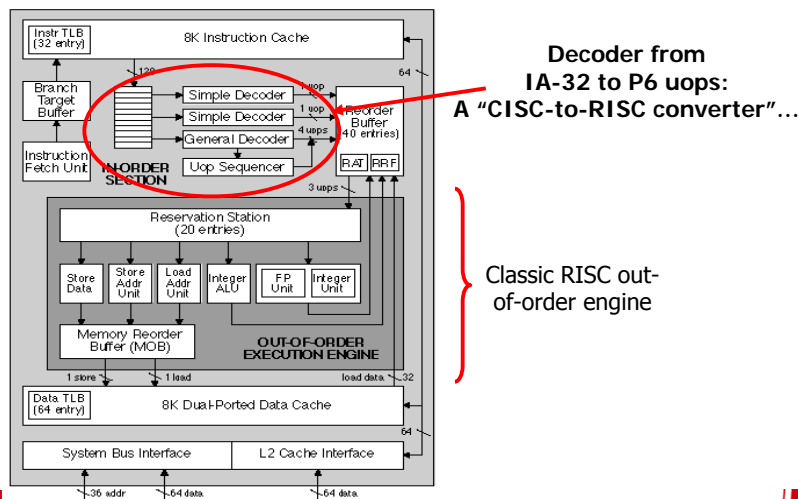 Instr TLB
(32 entry)
8K Instruction Cache
128
64
Branch
Target
Buffer
Instruction
Fetch Unit
IN-ORDER
SECTION
Simple Decoder
1 uop
Simple Decoder
1 uop
General Decoder
4 uops
Uop Sequencer
Reorder
Buffer
(40 entries)
RAT
RRF
3 uops
Decoder from
IA-32 to P6 uops:
A “CISC-to-RISC converter”...
Reservation Station
(20 entries)
Store
Data
Store
Addr
Unit
Load
Addr
Unit
Integer
ALU
FP
Unit
Integer
Unit
Memory Reorder
Buffer (MOB)
OUT-OF-ORDER
EXECUTION ENGINE
Classic RISC out-
of-order engine
1 store
1 load
load data
32
Data TLB
(64 entry)
8K Dual-Ported Data Cache
64
System Bus Interface
L2 Cache Interface
36 addr
64 data
64 data